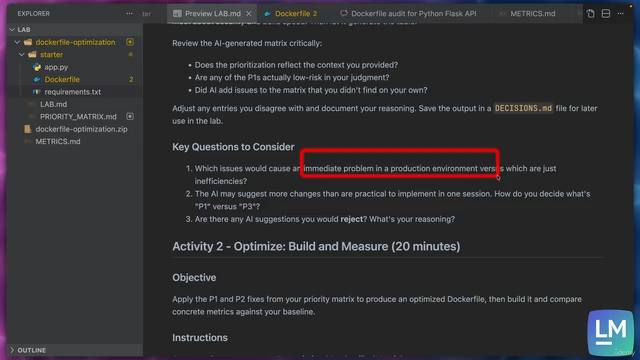 EXPLORER
Preview LAB.md
Dockerfile 2
Dockerfile audit for Python Flask API
METRICS.md
LAB
dockerfile-optimization
starter
app.py
Dockerfile 2
requirements.txt
LAB.md
PRIORITY_MATRIX.md
dockerfile-optimization.zip
METRICS.md
OUTLINE
Review the AI-generated matrix critically:
• Does the prioritization reflect the context you provided?
• Are any of the P1s actually low-risk in your judgment?
• Did AI add issues to the matrix that you didn't find on your own?
Adjust any entries you disagree with and document your reasoning. Save the output in a DECISIONS.md file for later
use in the lab.
Key Questions to Consider
1. Which issues would cause an immediate problem in a production environment versus which are just
inefficiencies?
2. The AI may suggest more changes than are practical to implement in one session. How do you decide what's
"P1" versus "P3"?
3. Are there any AI suggestions you would reject? What's your reasoning?
Activity 2 - Optimize: Build and Measure (20 minutes)
Objective
Apply the P1 and P2 fixes from your priority matrix to produce an optimized Dockerfile, then build it and compare
concrete metrics against your baseline.
Instructions
LM